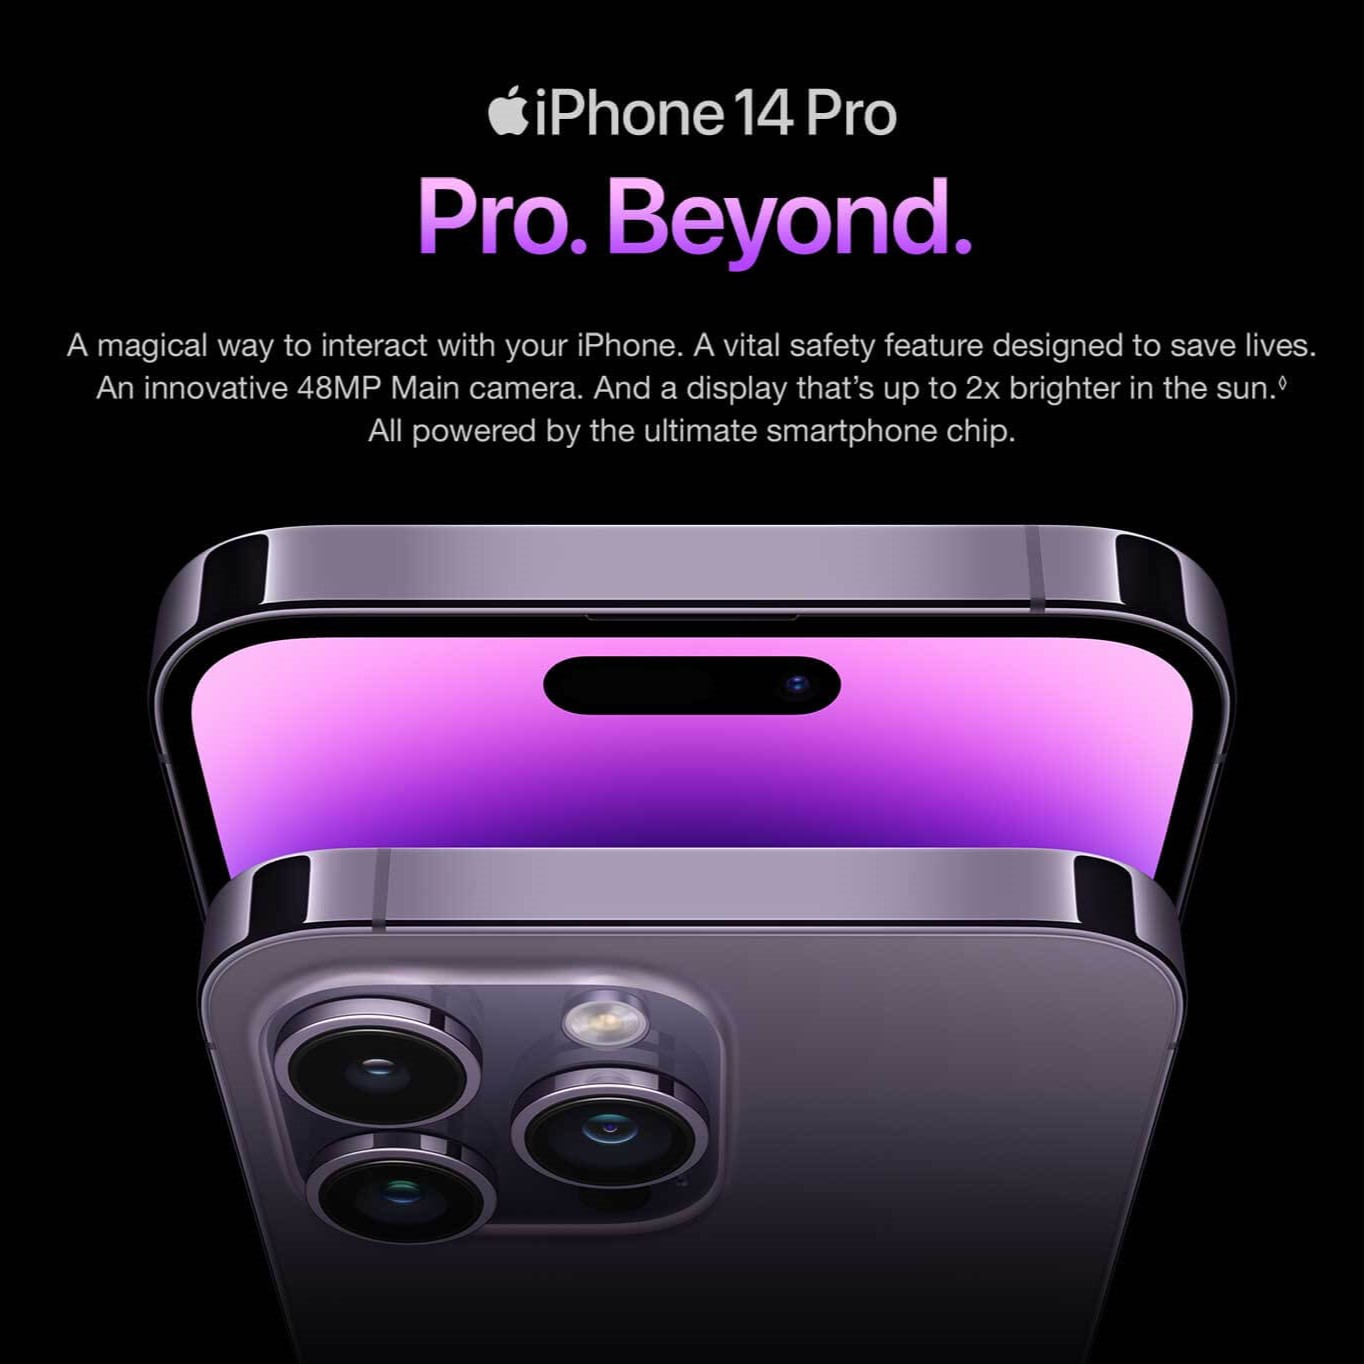 iPhone 14 Pro
Pro. Beyond.
A magical way to interact with your iPhone. A vital safety feature designed to save lives.
An innovative 48MP Main camera. And a display that’s up to 2x brighter in the sun.◊
All powered by the ultimate smartphone chip.